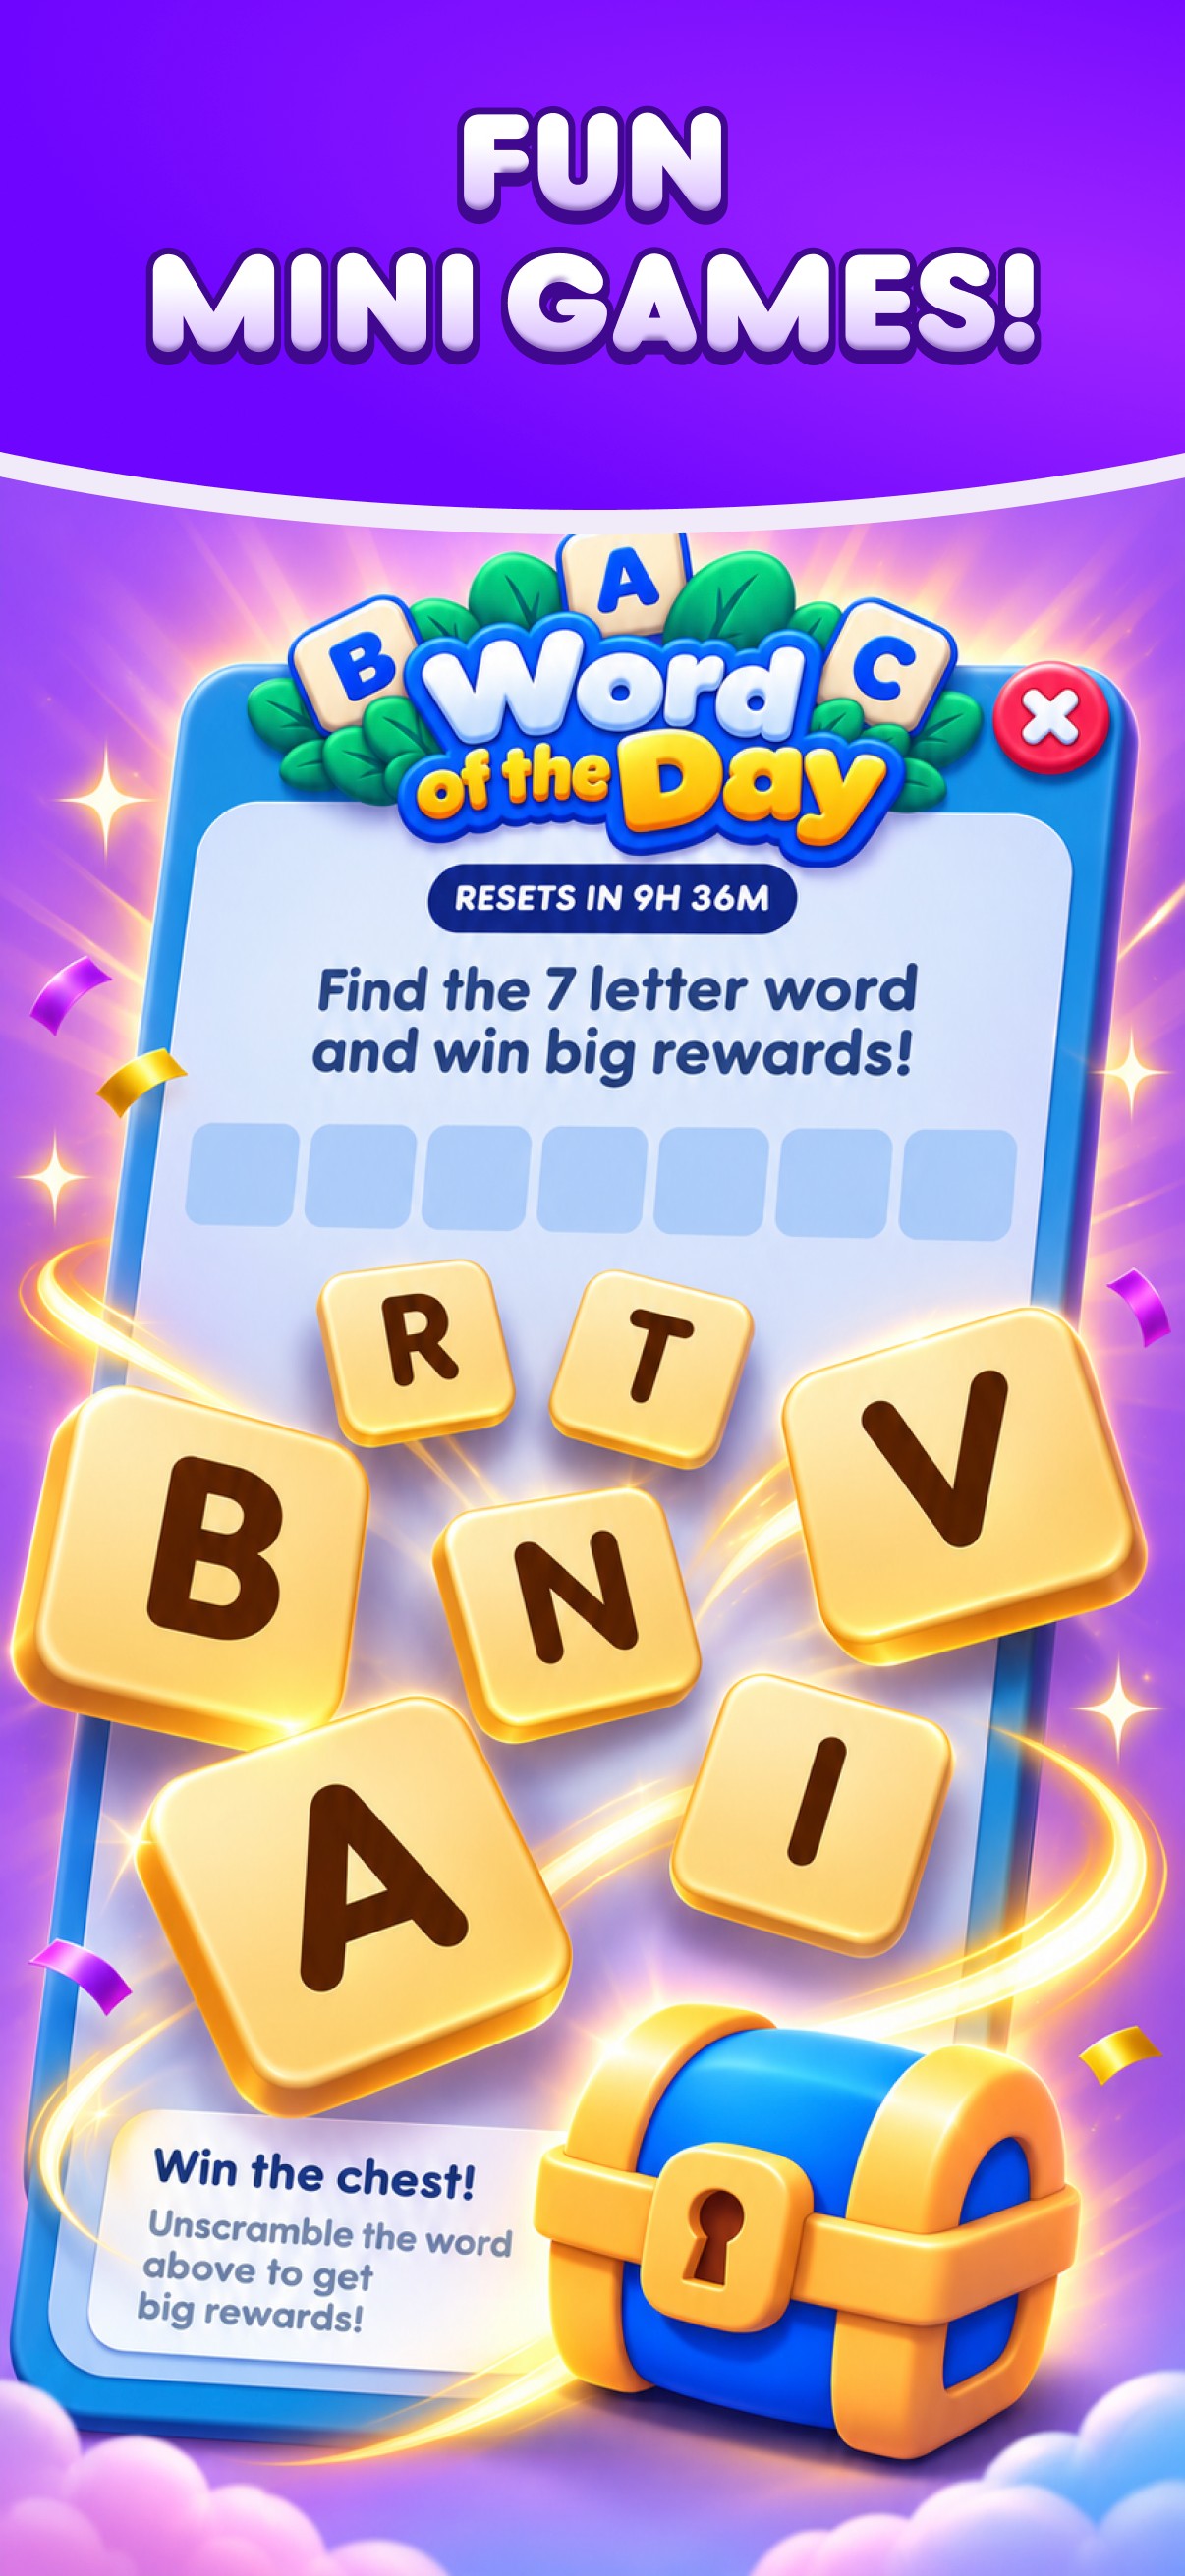 FUN
MINI GAMES!
A
B
C
Word
of the Day
RESETS IN 9H 36M
Find the 7 letter word
and win big rewards!
R
T
V
B
N
A
I
Win the chest!
Unscramble the word
above to get
big rewards!